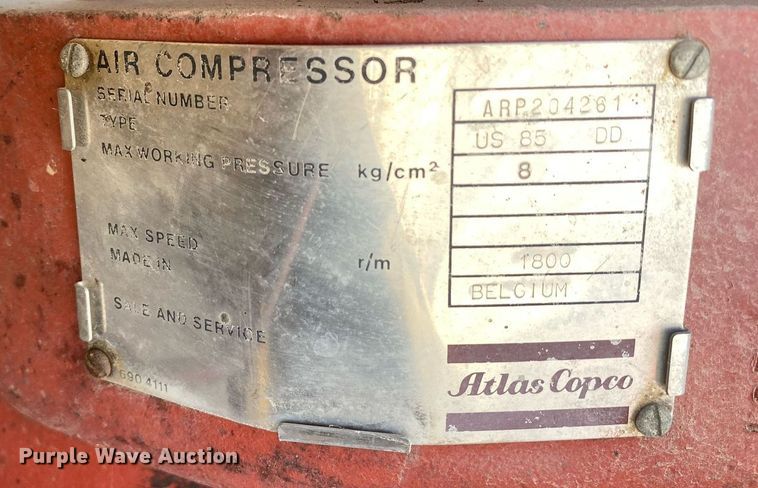 AIR COMPRESSOR
SERIAL NUMBER ARP204261
TYPE US 85 DD
MAX WORKING PRESSURE kg/cm² 8
MAX SPEED r/m 1800
MADE IN BELGIUM
SALE AND SERVICE
Atlas Copco
690 4111
Purple Wave Auction